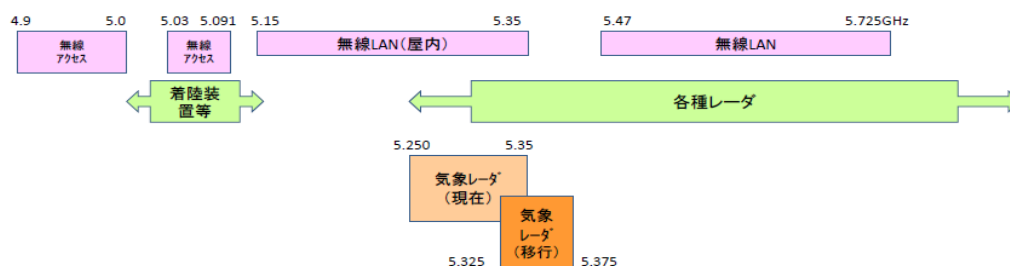 4.9 5.0 5.03 5.091 5.15 5.35 5.47 5.725GHz
無線
アクセス
無線
アクセス
無線LAN(屋内)
無線LAN
着陸装
置等
各種レーダ
5.250 5.35
気象レーダ
(現在)
気象
レーダ
(移行)
5.325 5.375